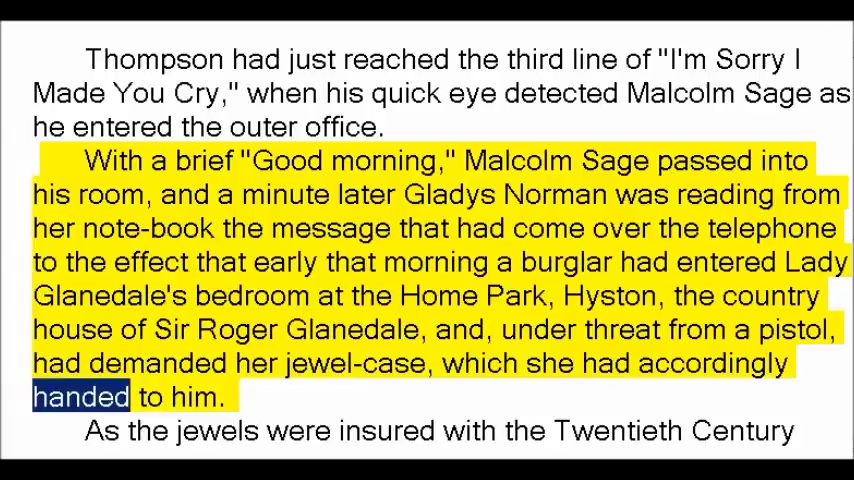 Thompson had just reached the third line of "I'm Sorry I
Made You Cry," when his quick eye detected Malcolm Sage as
he entered the outer office.
With a brief "Good morning," Malcolm Sage passed into
his room, and a minute later Gladys Norman was reading from
her note-book the message that had come over the telephone
to the effect that early that morning a burglar had entered Lady
Glanedale's bedroom at the Home Park, Hyston, the country
house of Sir Roger Glanedale, and, under threat from a pistol,
had demanded her jewel-case, which she had accordingly
handed to him.
As the jewels were insured with the Twentieth Century